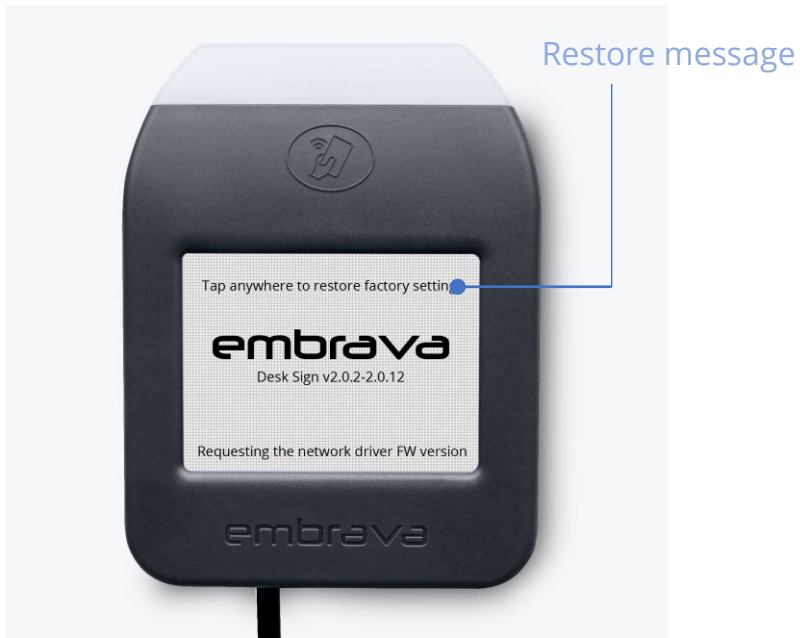 Restore message
Tap anywhere to restore factory setting
embrava
Desk Sign v2.0.2-2.0.12
Requesting the network driver FW version
embrava